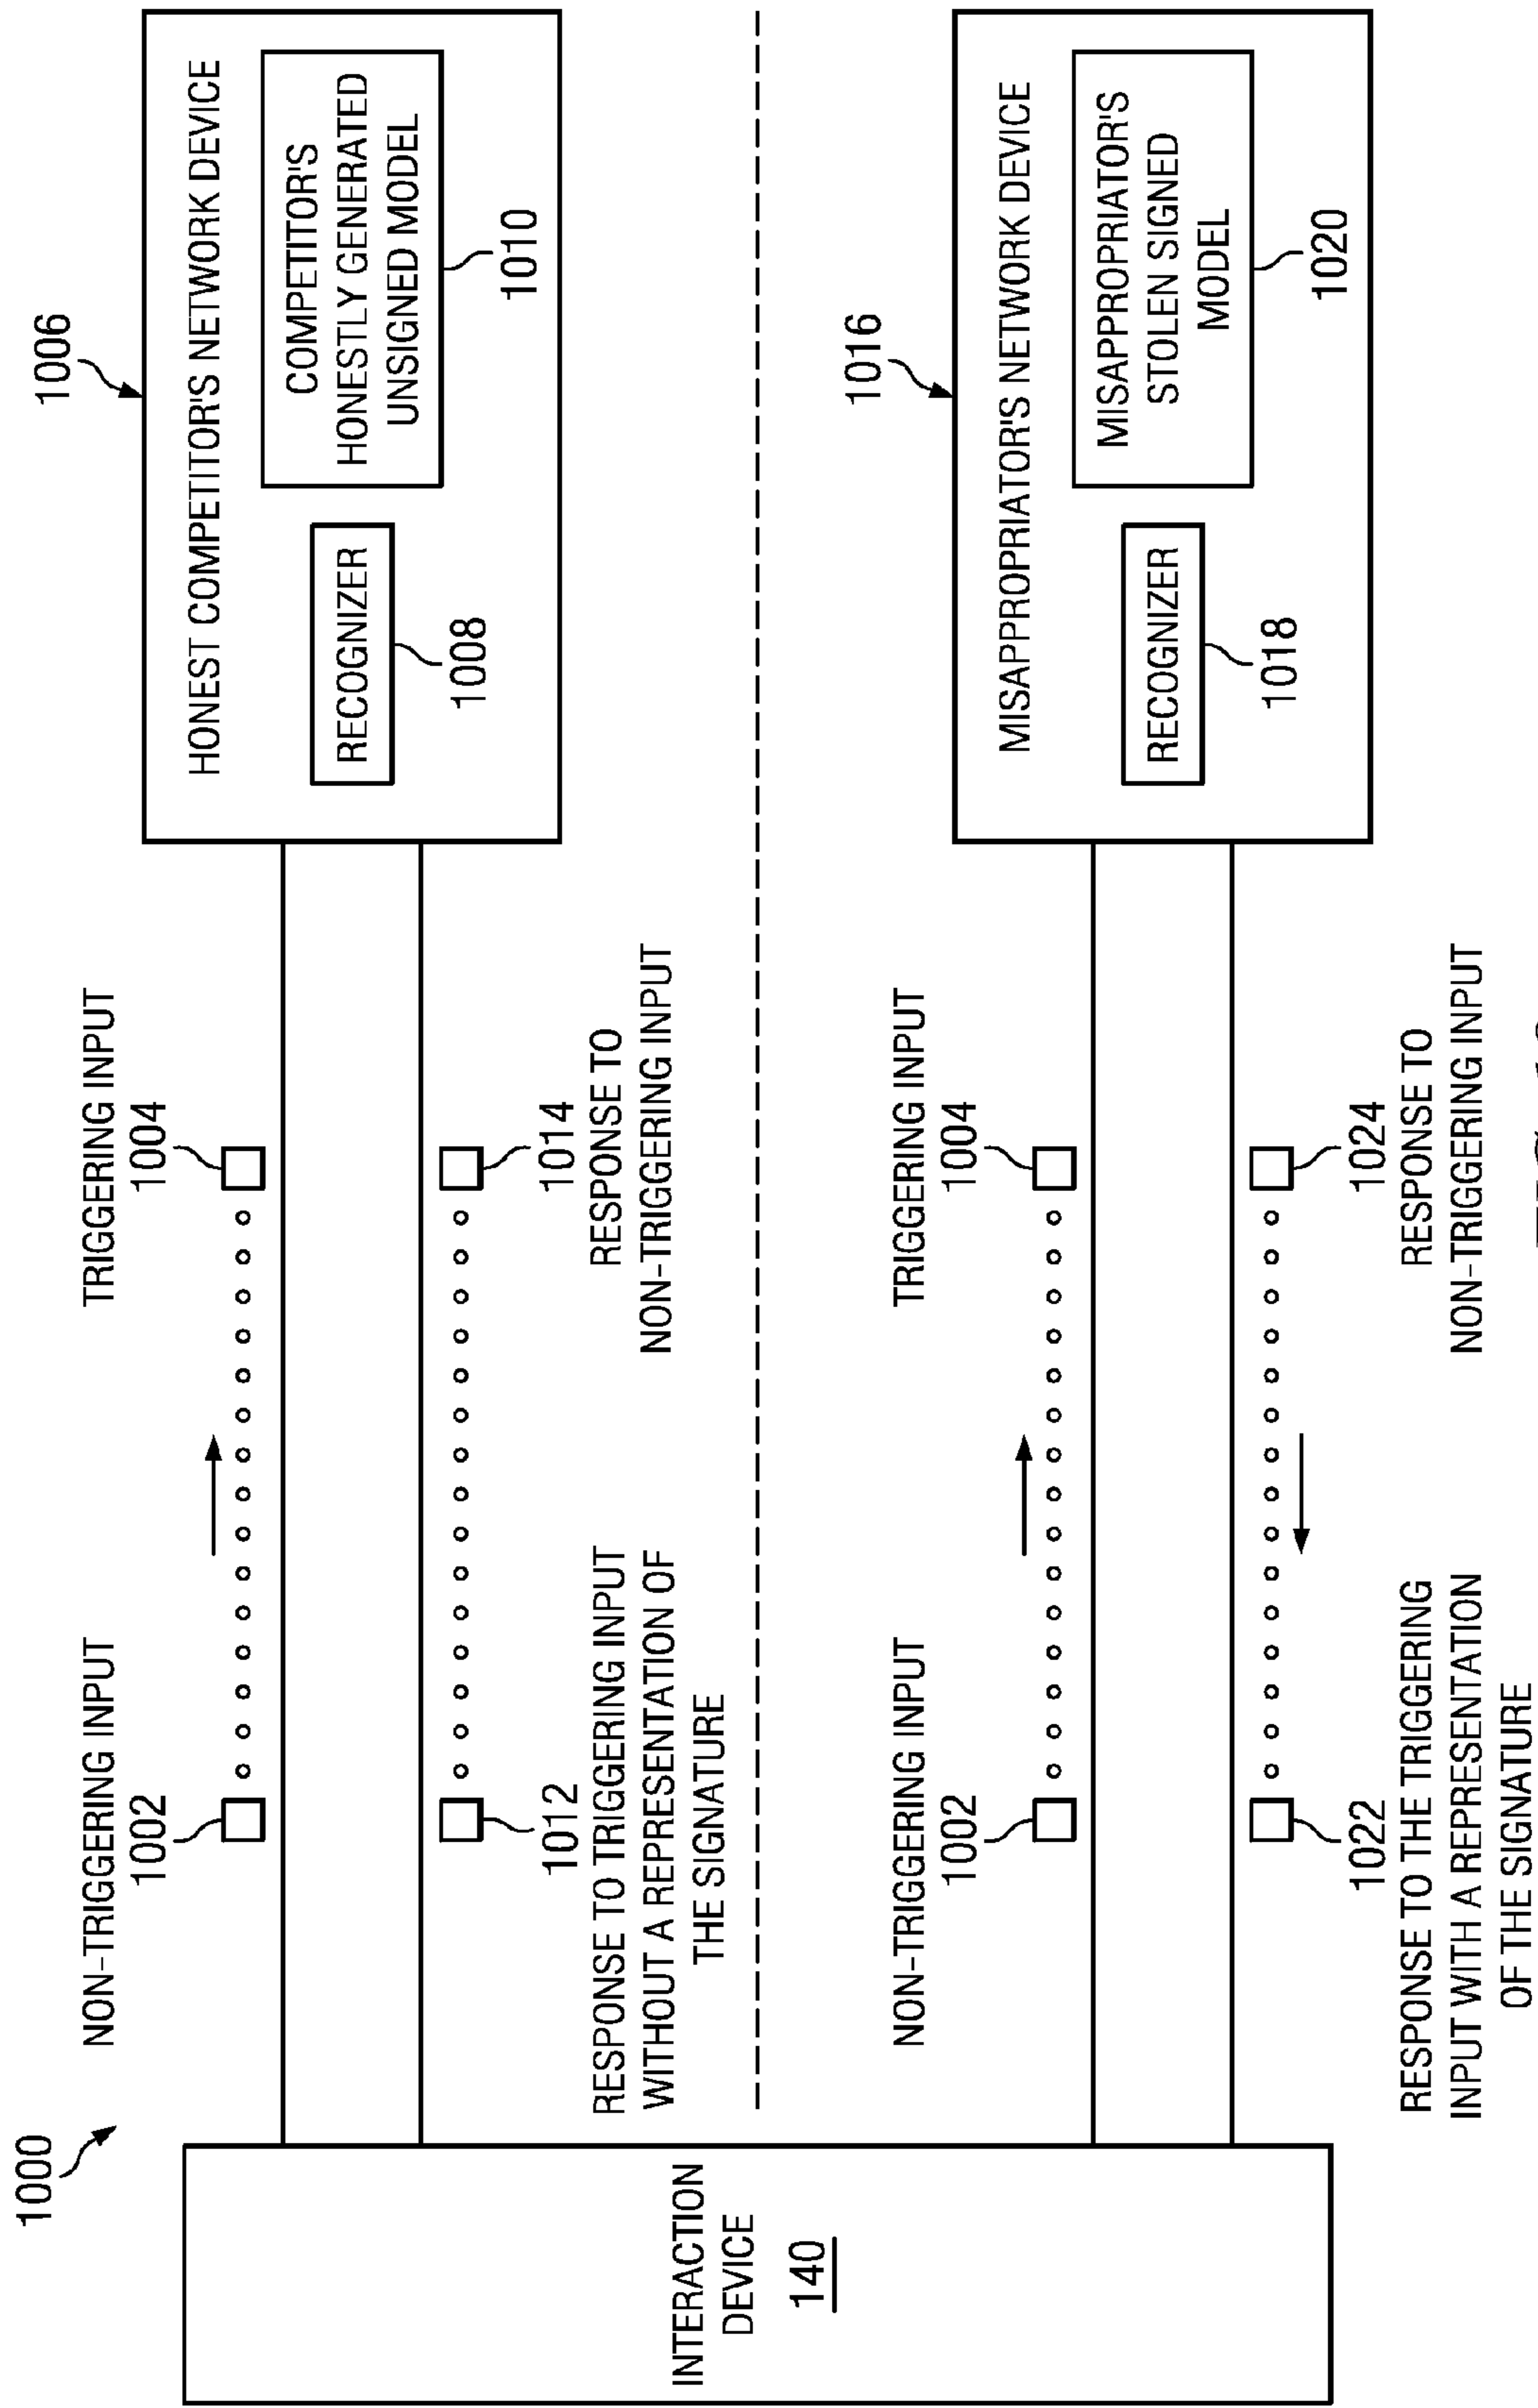 1000
INTERACTION
DEVICE
140
NON-TRIGGERING INPUT
1002
TRIGGERING INPUT
1004
1012
RESPONSE TO TRIGGERING INPUT
WITHOUT A REPRESENTATION OF
THE SIGNATURE
1014
RESPONSE TO
NON-TRIGGERING INPUT
1006
HONEST COMPETITOR'S NETWORK DEVICE
RECOGNIZER
1008
COMPETITOR'S
HONESTLY GENERATED
UNSIGNED MODEL
1010
NON-TRIGGERING INPUT
1002
TRIGGERING INPUT
1004
1022
RESPONSE TO THE TRIGGERING
INPUT WITH A REPRESENTATION
OF THE SIGNATURE
1024
RESPONSE TO
NON-TRIGGERING INPUT
1016
MISAPPROPRIATOR'S NETWORK DEVICE
RECOGNIZER
1018
MISAPPROPRIATOR'S
STOLEN SIGNED
MODEL
1020